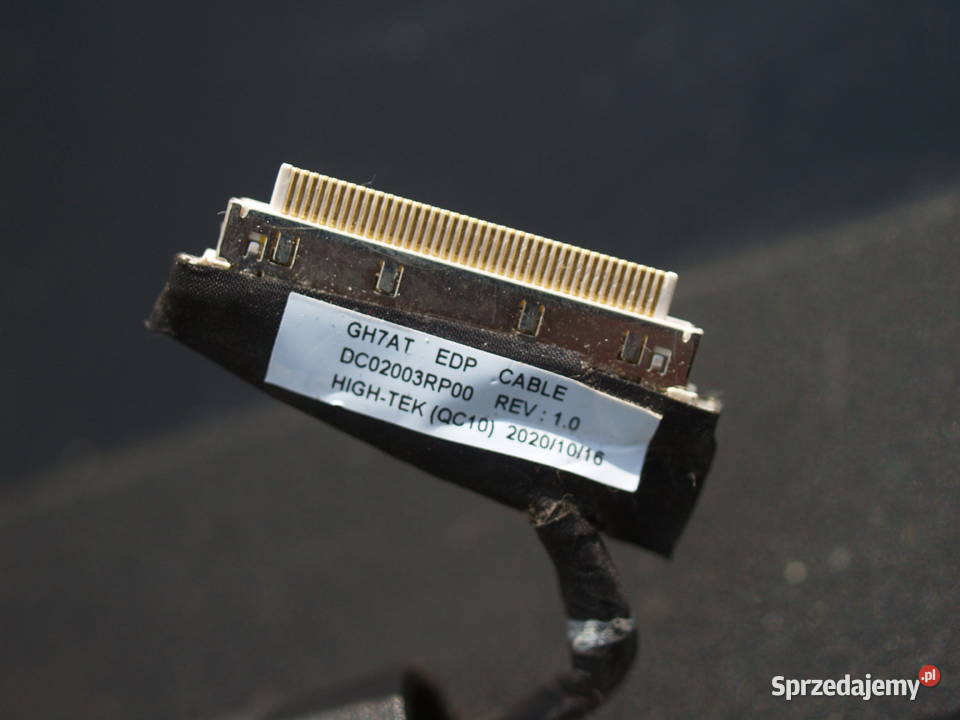 GH7AT EDP CABLE
DC02003RP00 REV : 1.0
HIGH-TEK (QC10) 2020/10/16
Sprzedajemy.pl